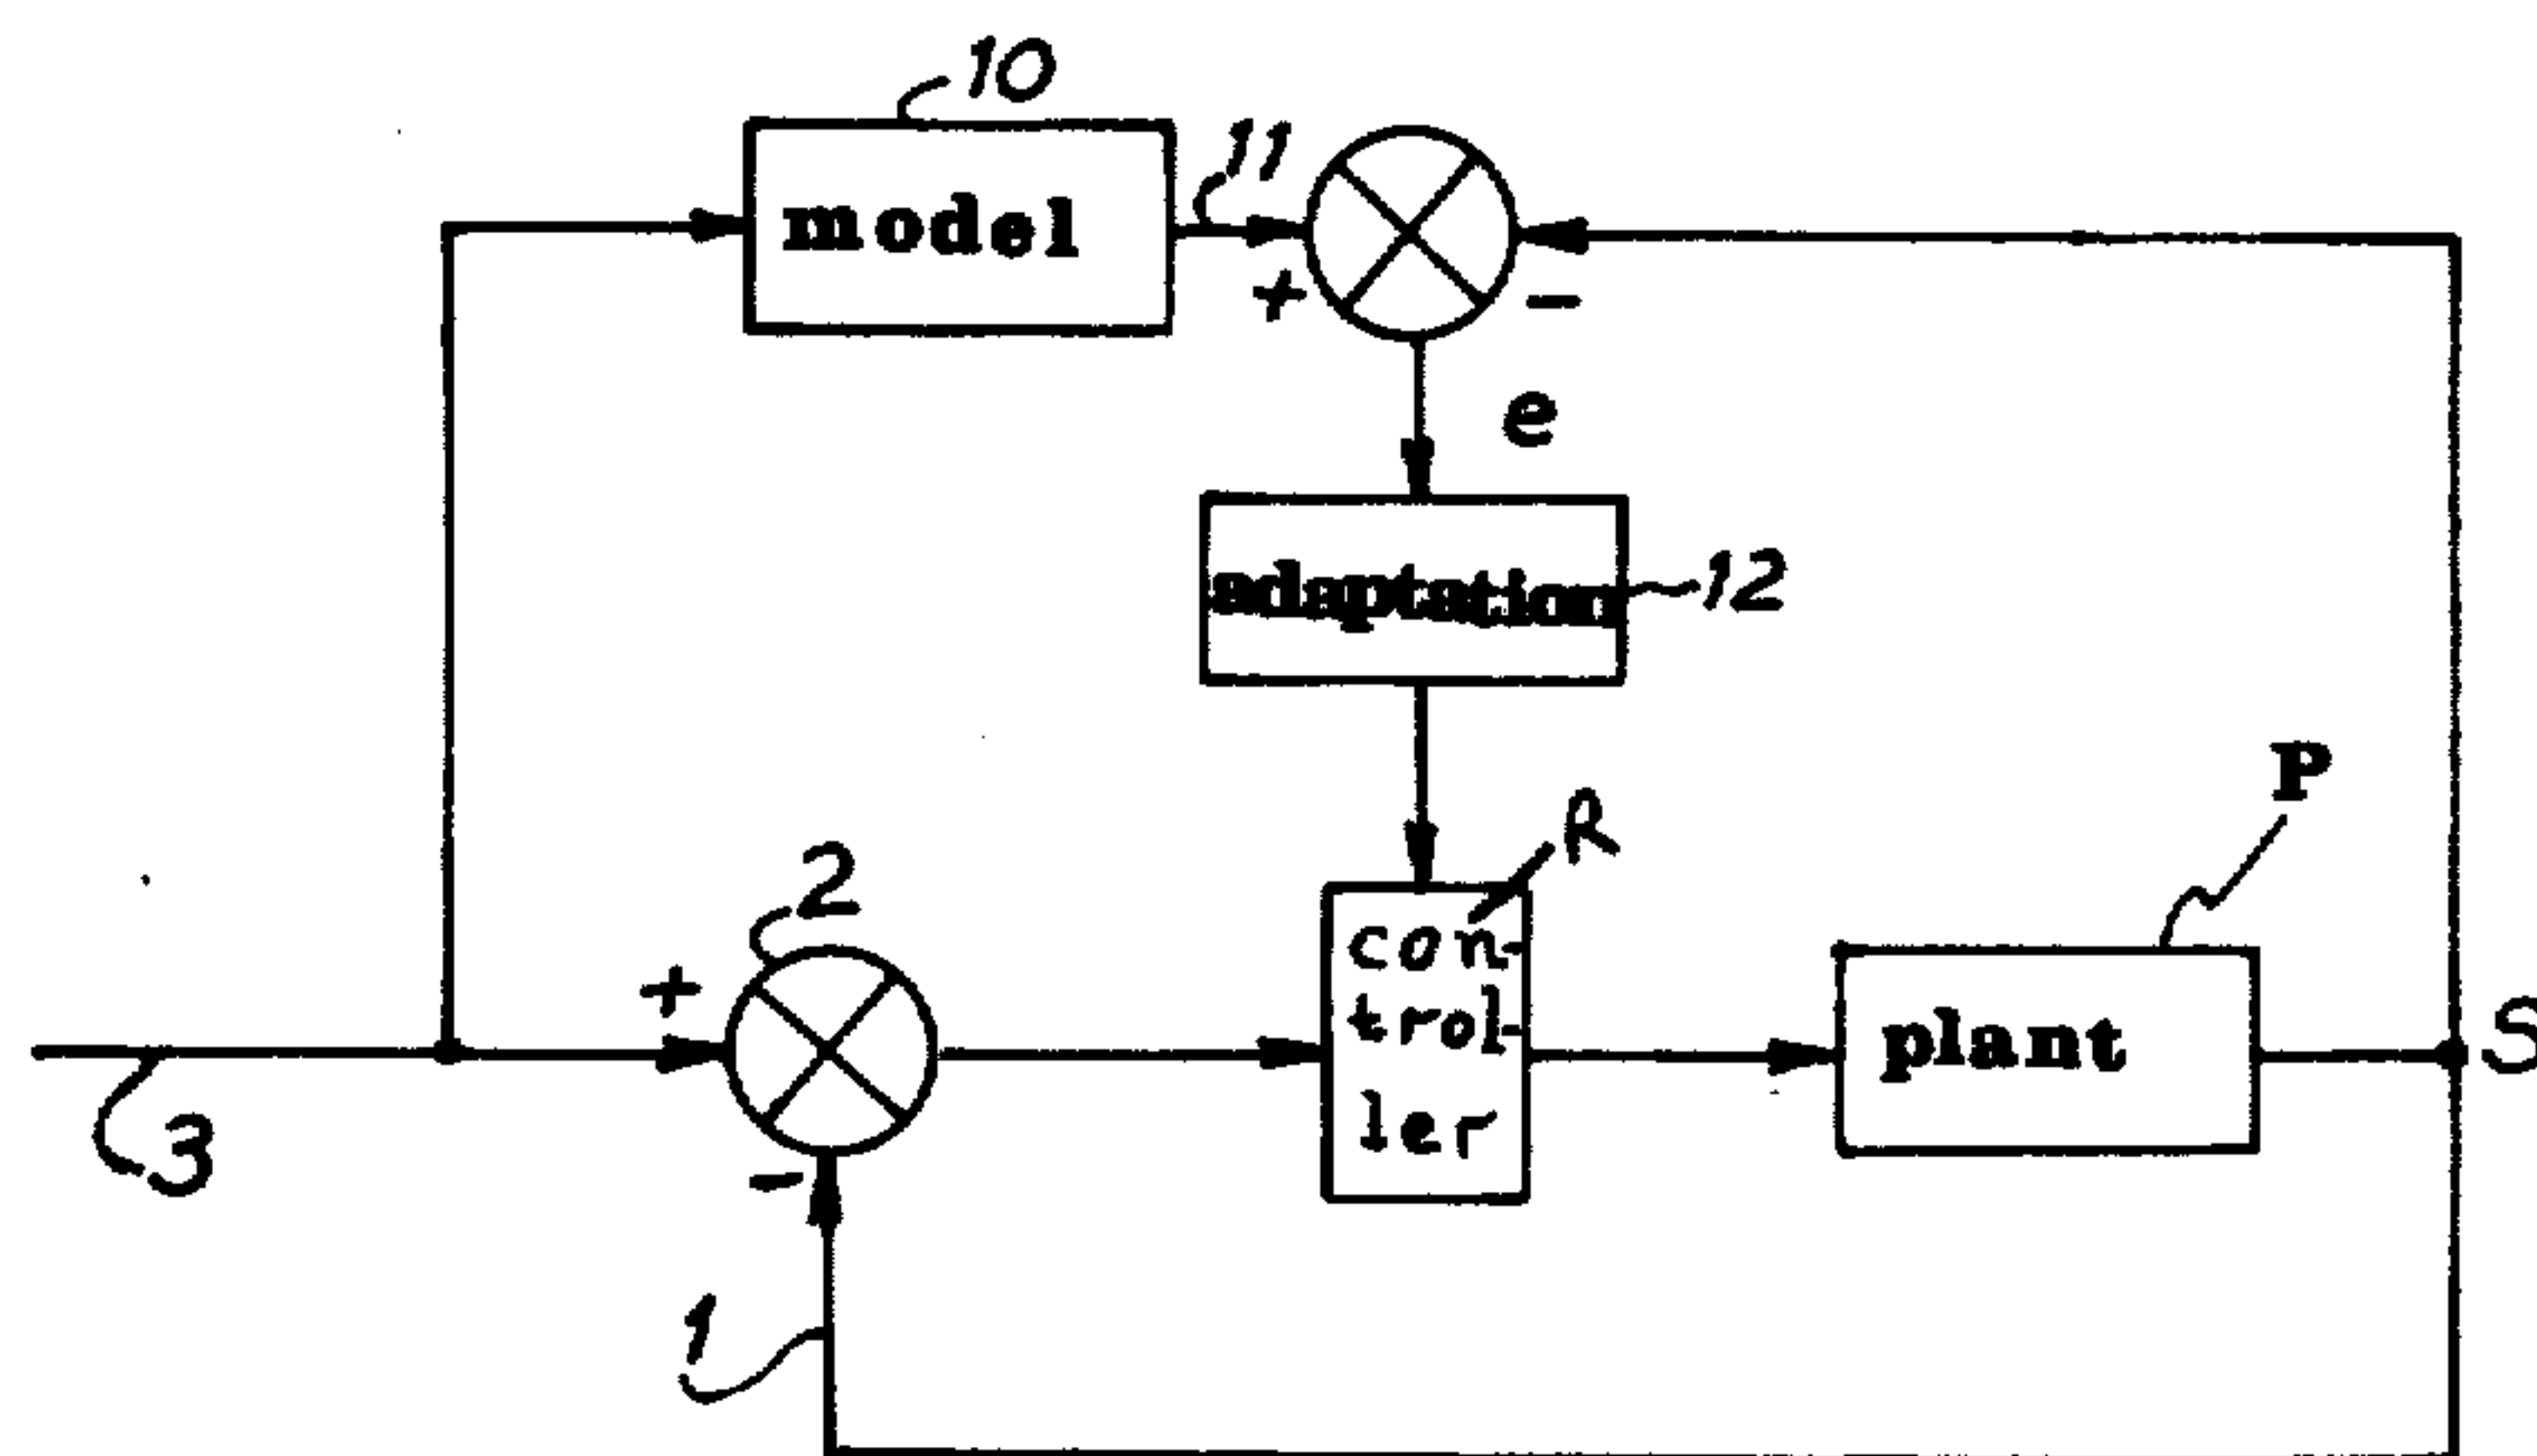 10
model
11
+
-
e
adaptation
12
P
R
2
+
con-
trol-
ler
plant
S
3
-
1